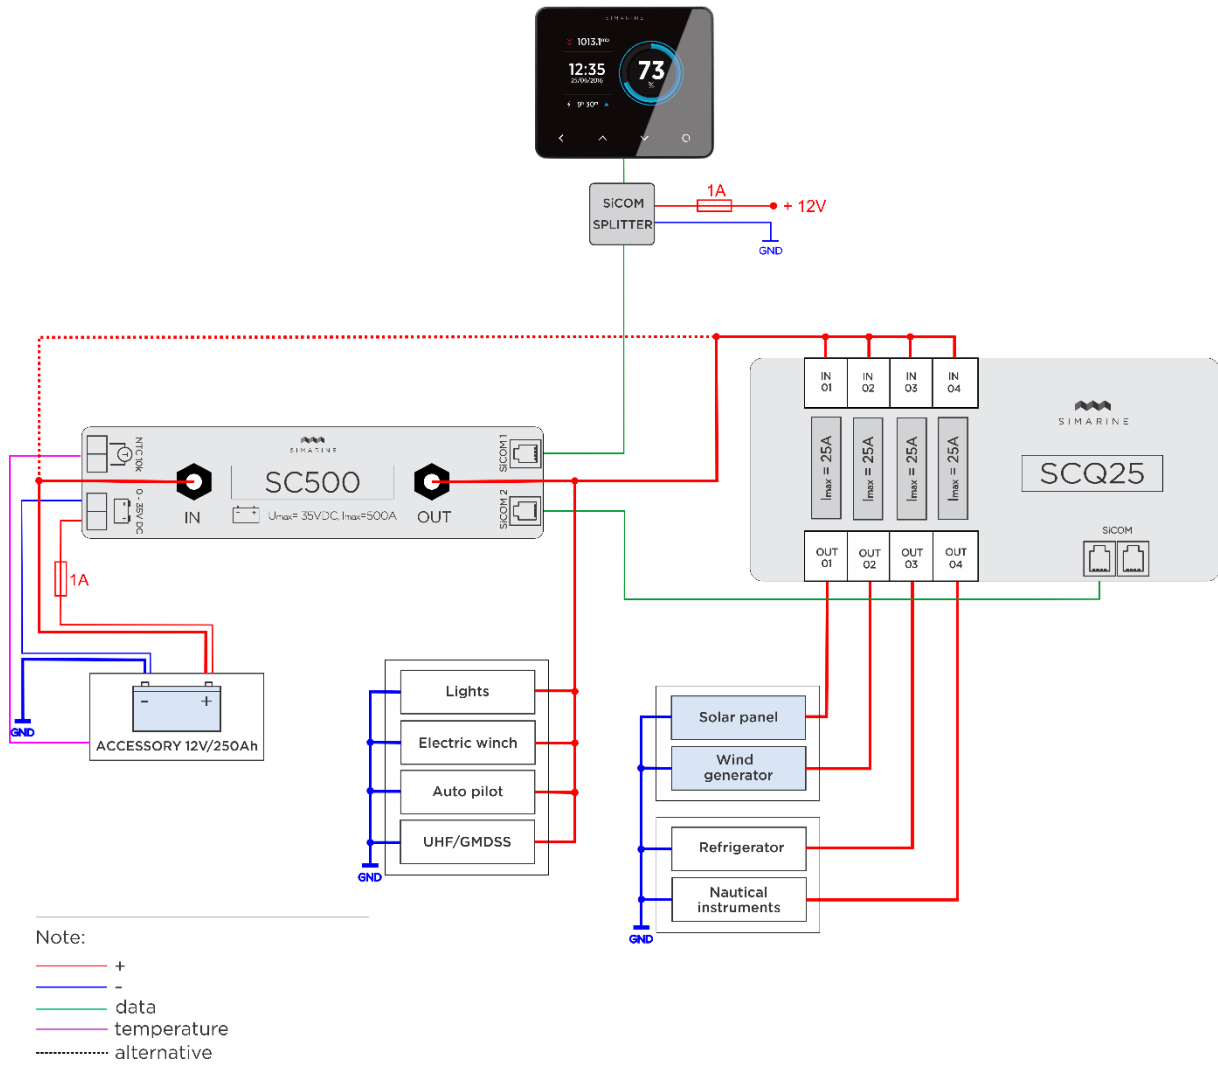 SIMARINE
1013.1mb
12:35
25/06/2016
73
%
9h 30m
SiCOM
SPLITTER
1A
+ 12V
GND
IN
01
IN
02
IN
03
IN
04
Imax = 25A
Imax = 25A
Imax = 25A
Imax = 25A
SIMARINE
SCQ25
SiCOM
OUT
01
OUT
02
OUT
03
OUT
04
NTC 10K
T
0 - 35V DC
SIMARINE
SC500
IN
Umax= 35VDC, Imax=500A
OUT
SiCOM 1
SiCOM 2
1A
GND
- +
ACCESSORY 12V/250Ah
Lights
Electric winch
Auto pilot
UHF/GMDSS
GND
Solar panel
Wind
generator
Refrigerator
Nautical
instruments
GND
Note:
+
-
data
temperature
alternative